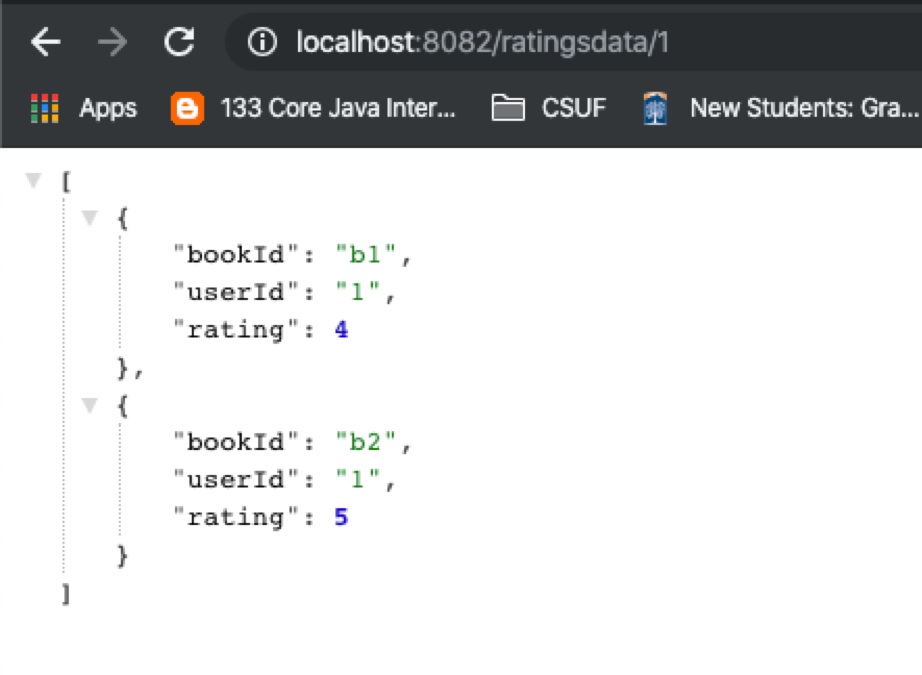 localhost:8082/ratingsdata/1
Apps 133 Core Java Inter... CSUF New Students: Gra...
[
{
"bookId": "b1",
"userId": "1",
"rating": 4
},
{
"bookId": "b2",
"userId": "1",
"rating": 5
}
]